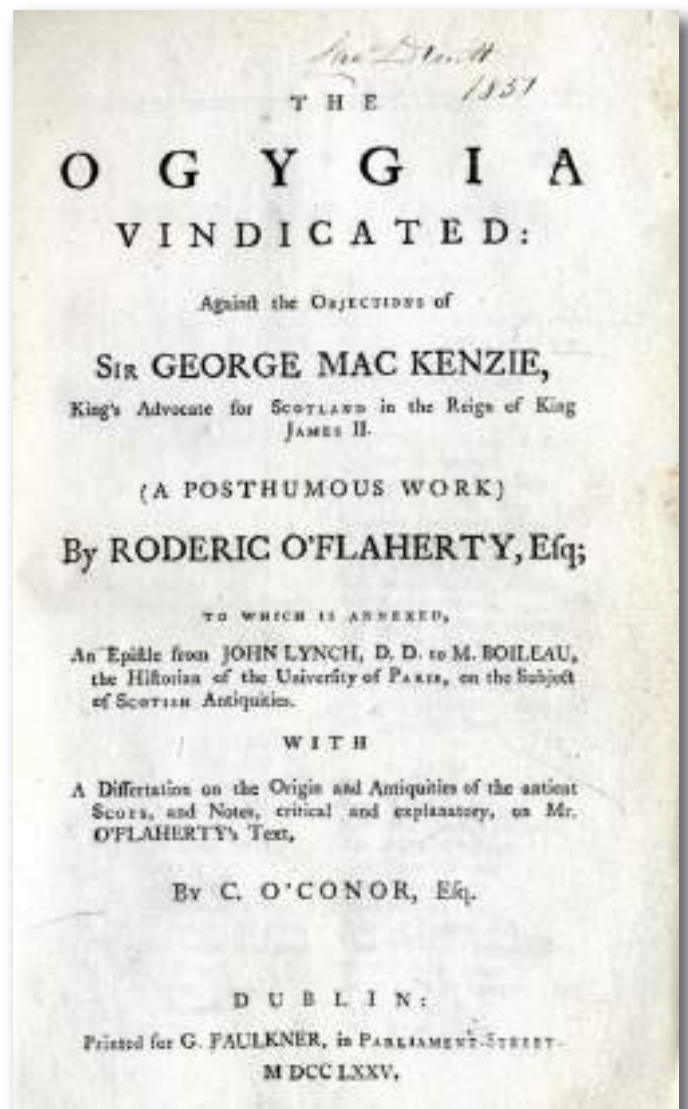 1851
THE
OGYGIA
VINDICATED:
Againſt the OBJECTIONS of
SIR GEORGE MAC KENZIE,
King's Advocate for SCOTLAND in the Reign of King
JAMES II.
(A POSTHUMOUS WORK)
By RODERIC O'FLAHERTY, Eſq;
TO WHICH IS ANNEXED,
An Epiſtle from JOHN LYNCH, D. D. to M. BOILEAU,
the Hiſtorian of the Univerſity of PARIS, on the Subject
of SCOTISH Antiquities.
WITH
A Diſſertation on the Origin and Antiquities of the antient
SCOTS, and Notes, critical and explanatory, on Mr.
O'FLAHERTY's Text,
By C. O'CONOR, Eſq.
DUBLIN:
Printed for G. FAULKNER, in PARLIAMENT-STREET.
M DCC LXXV.